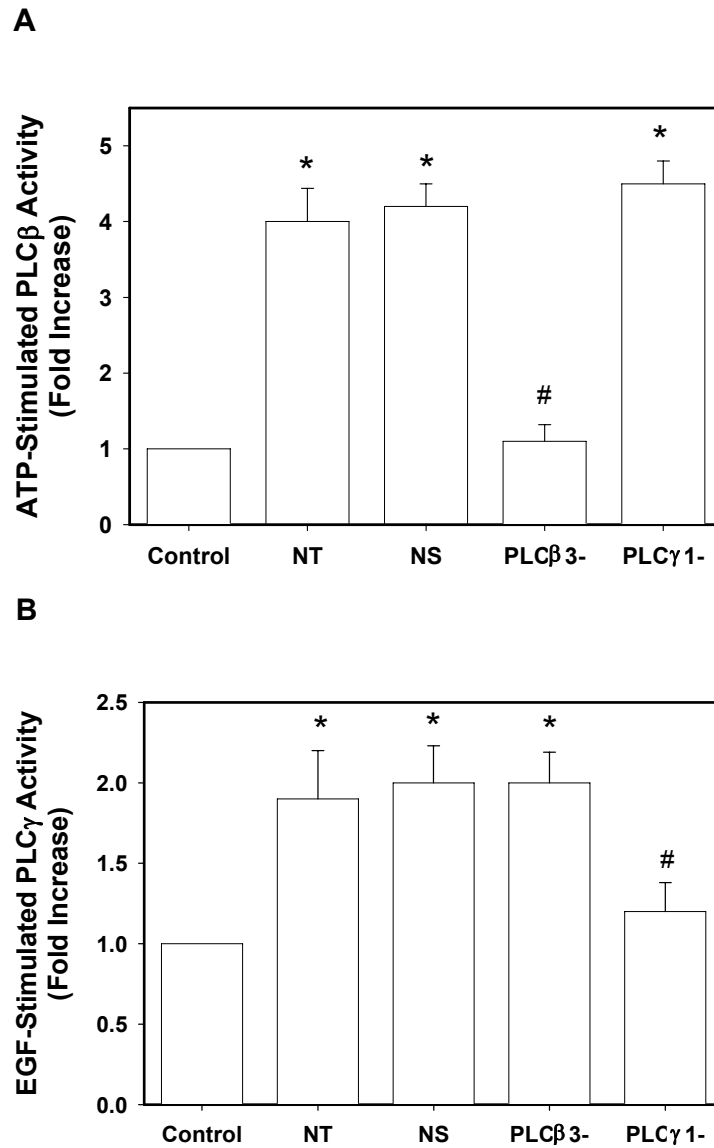 A
ATP-Stimulated PLCβ Activity
(Fold Increase)
5
4
3
2
1
0
*
*
#
*
Control NT NS PLCβ3- PLCγ1-
B
EGF-Stimulated PLCγ Activity
(Fold Increase)
2.5
2.0
1.5
1.0
0.5
0.0
*
*
*
#
Control NT NS PLCβ3- PLCγ1-